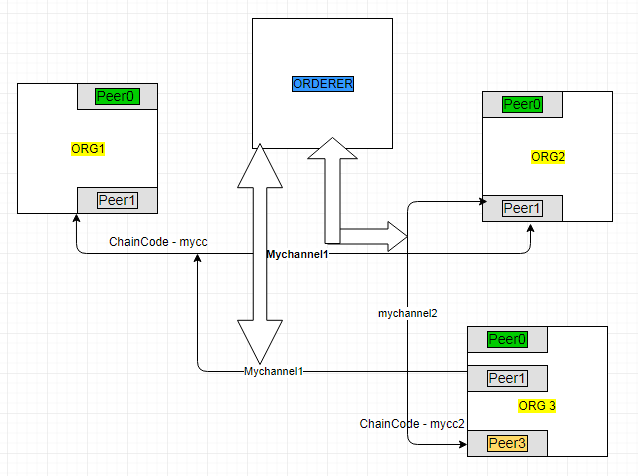 ORDERER
Peer0
ORG1
Peer1
Peer0
ORG2
Peer1
ChainCode - mycc
Mychannel1
mychannel2
Mychannel1
Peer0
Peer1
ORG 3
ChainCode - mycc2
Peer3